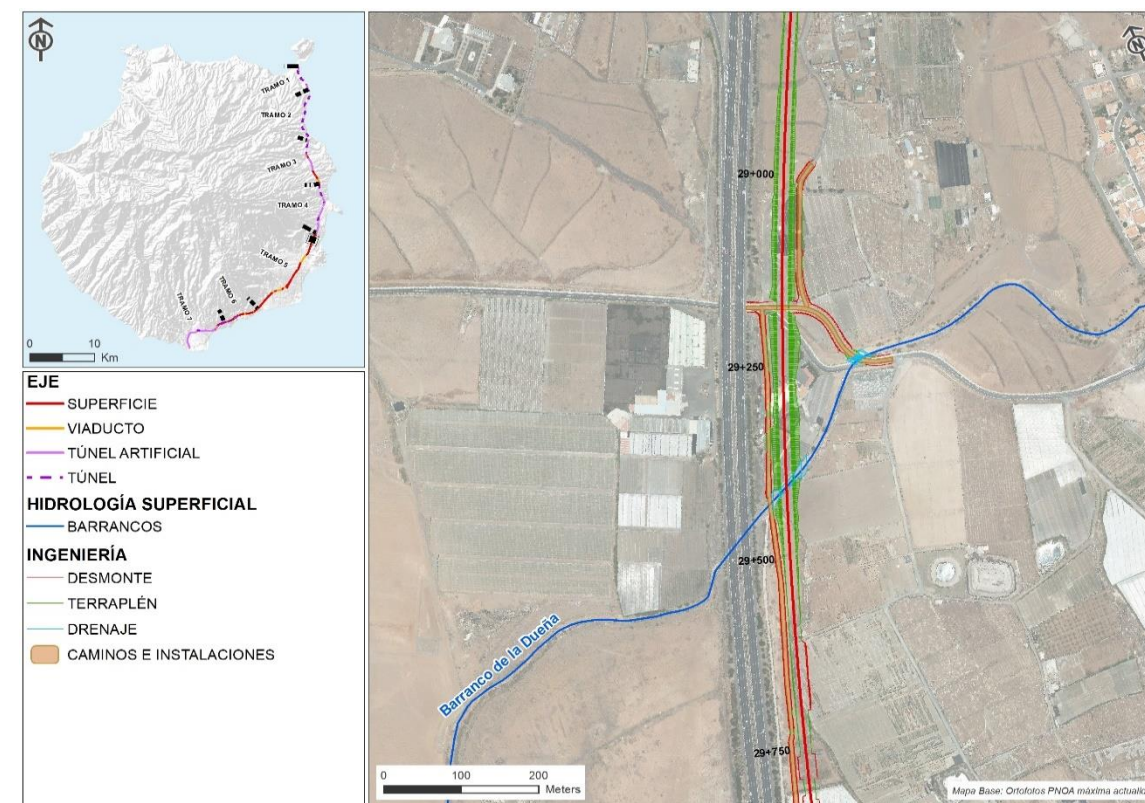 N
TRAMO 1
TRAMO 2
TRAMO 3
TRAMO 4
TRAMO 5
TRAMO 6
TRAMO 7
0 10
Km
EJE
SUPERFICIE
VIADUCTO
TÚNEL ARTIFICIAL
TÚNEL
HIDROLOGÍA SUPERFICIAL
BARRANCOS
INGENIERÍA
DESMONTE
TERRAPLÉN
DRENAJE
CAMINOS E INSTALACIONES
N
29+000
29+250
29+500
Barranco de la Dueña
29+750
0 100 200
Meters
Mapa Base: Ortofotos PNOA máxima